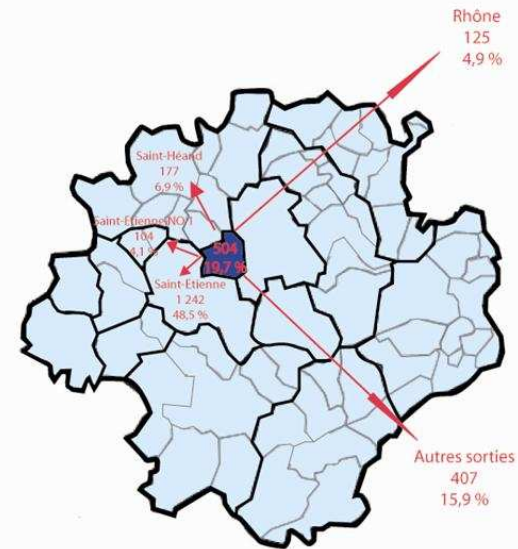 Rhône
125
4,9 %
Saint-Héand
177
6,9 %
Saint-Etienne NO 1
104
4,1 %
504
19,7 %
Saint-Etienne
1 242
48,5 %
Autres sorties
407
15,9 %